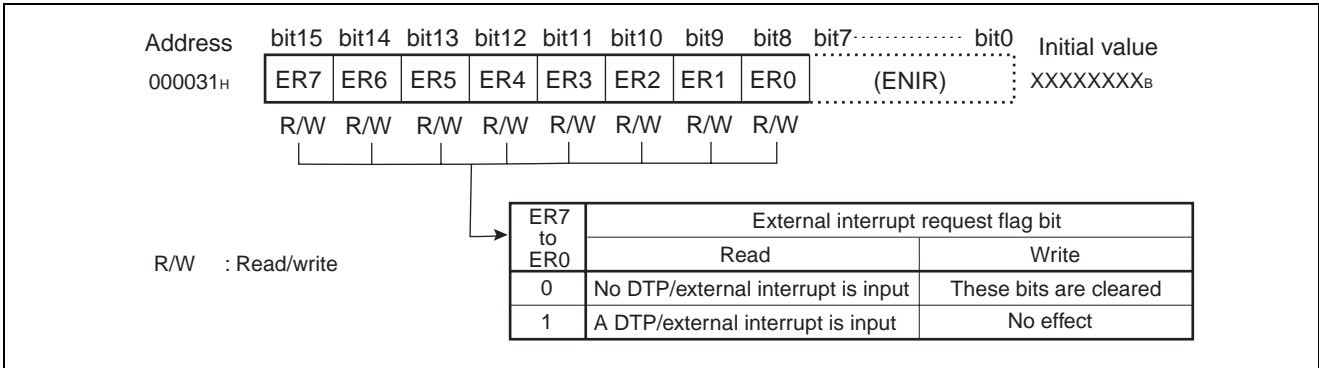 Address bit15 bit14 bit13 bit12 bit11 bit10 bit9 bit8 bit7 bit0 Initial value
000031H ER7 ER6 ER5 ER4 ER3 ER2 ER1 ER0 (ENIR) XXXXXXXXB
R/W R/W R/W R/W R/W R/W R/W R/W
ER7 to ER0 External interrupt request flag bit
Read Write
R/W : Read/write
0 No DTP/external interrupt is input These bits are cleared
1 A DTP/external interrupt is input No effect